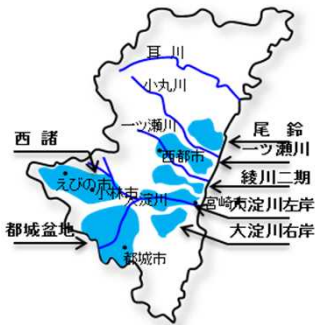 耳川
小丸川
一ツ瀬川
尾鈴
西都市
一ツ瀬川
西諸
綾川二期
えびの市
小林市
大淀川
宮崎市
大淀川左岸
都城盆地
大淀川右岸
都城市